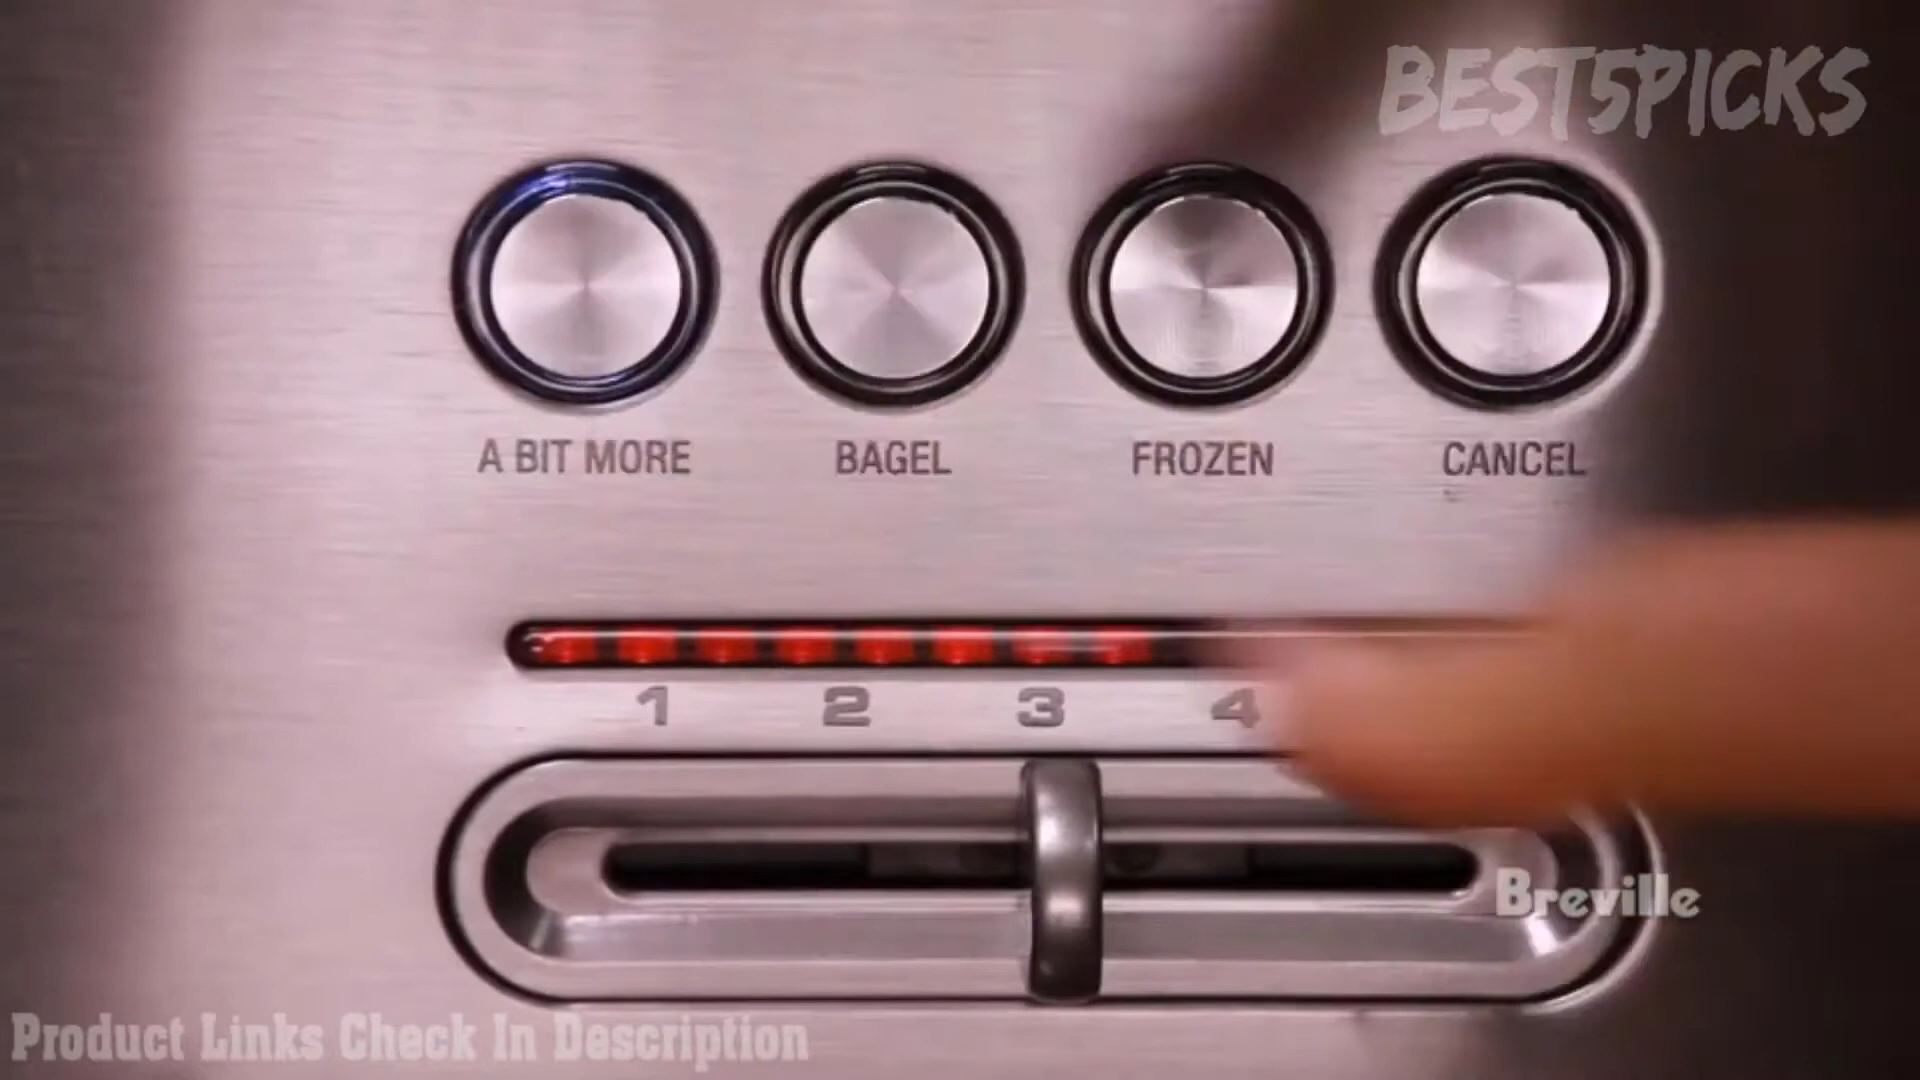 BEST5PICKS
A BIT MORE BAGEL FROZEN CANCEL
1 2 3 4
Breville
Product Links Check In Description